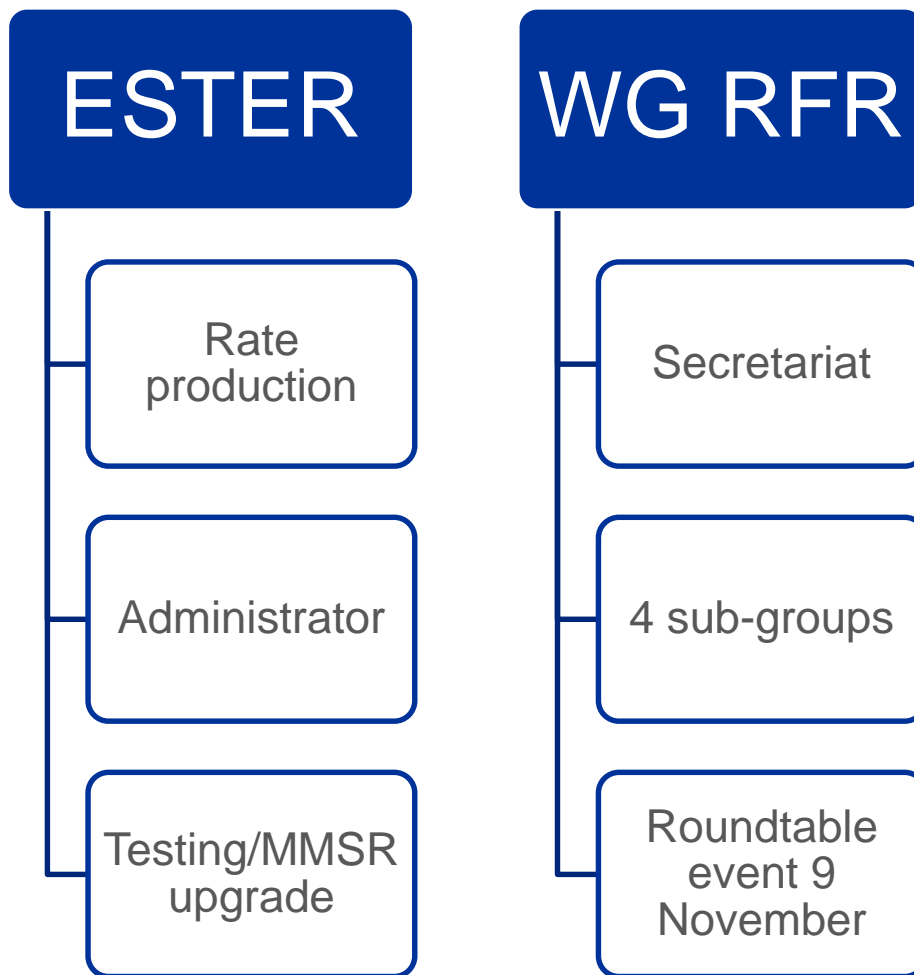 ESTER
Rate
production
Administrator
Testing/MMSR
upgrade
WG RFR
Secretariat
4 sub-groups
Roundtable
event 9
November